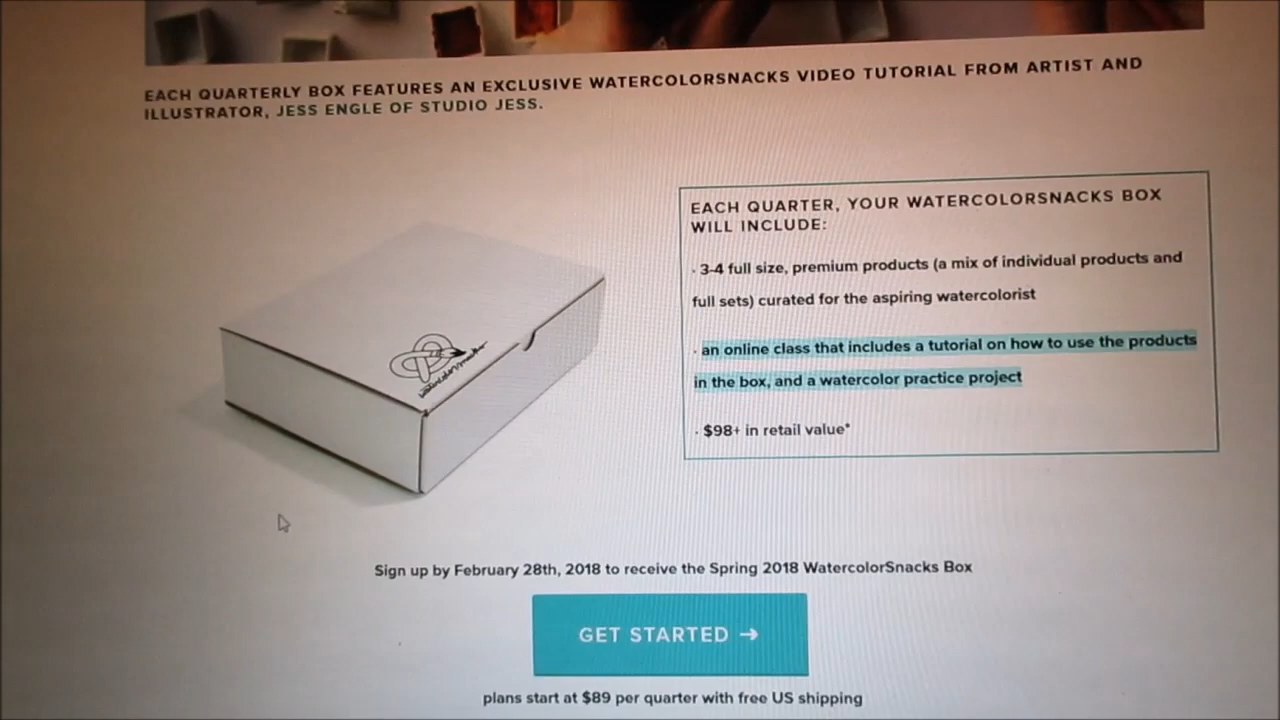 EACH QUARTERLY BOX FEATURES AN EXCLUSIVE WATERCOLORSNACKS VIDEO TUTORIAL FROM ARTIST AND
ILLUSTRATOR, JESS ENGLE OF STUDIO JESS.
EACH QUARTER, YOUR WATERCOLORSNACKS BOX
WILL INCLUDE:
· 3-4 full size, premium products (a mix of individual products and
full sets) curated for the aspiring watercolorist
· an online class that includes a tutorial on how to use the products
in the box, and a watercolor practice project
· $98+ in retail value*
watercolorsnacks
Sign up by February 28th, 2018 to receive the Spring 2018 WatercolorSnacks Box
GET STARTED →
plans start at $89 per quarter with free US shipping